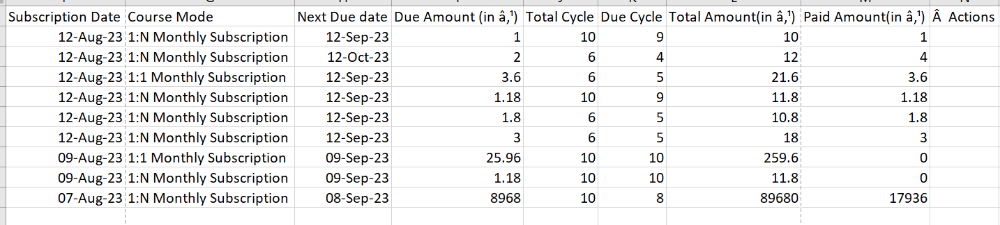 Subscription Date Course Mode Next Due date Due Amount (in â‚¹) Total Cycle Due Cycle Total Amount(in â‚¹) Paid Amount(in â‚¹) Â  Actions
12-Aug-23 1:N Monthly Subscription 12-Sep-23 1 10 9 10 1
12-Aug-23 1:N Monthly Subscription 12-Oct-23 2 6 4 12 4
12-Aug-23 1:1 Monthly Subscription 12-Sep-23 3.6 6 5 21.6 3.6
12-Aug-23 1:N Monthly Subscription 12-Sep-23 1.18 10 9 11.8 1.18
12-Aug-23 1:N Monthly Subscription 12-Sep-23 1.8 6 5 10.8 1.8
12-Aug-23 1:N Monthly Subscription 12-Sep-23 3 6 5 18 3
09-Aug-23 1:1 Monthly Subscription 09-Sep-23 25.96 10 10 259.6 0
09-Aug-23 1:N Monthly Subscription 09-Sep-23 1.18 10 10 11.8 0
07-Aug-23 1:N Monthly Subscription 08-Sep-23 8968 10 8 89680 17936